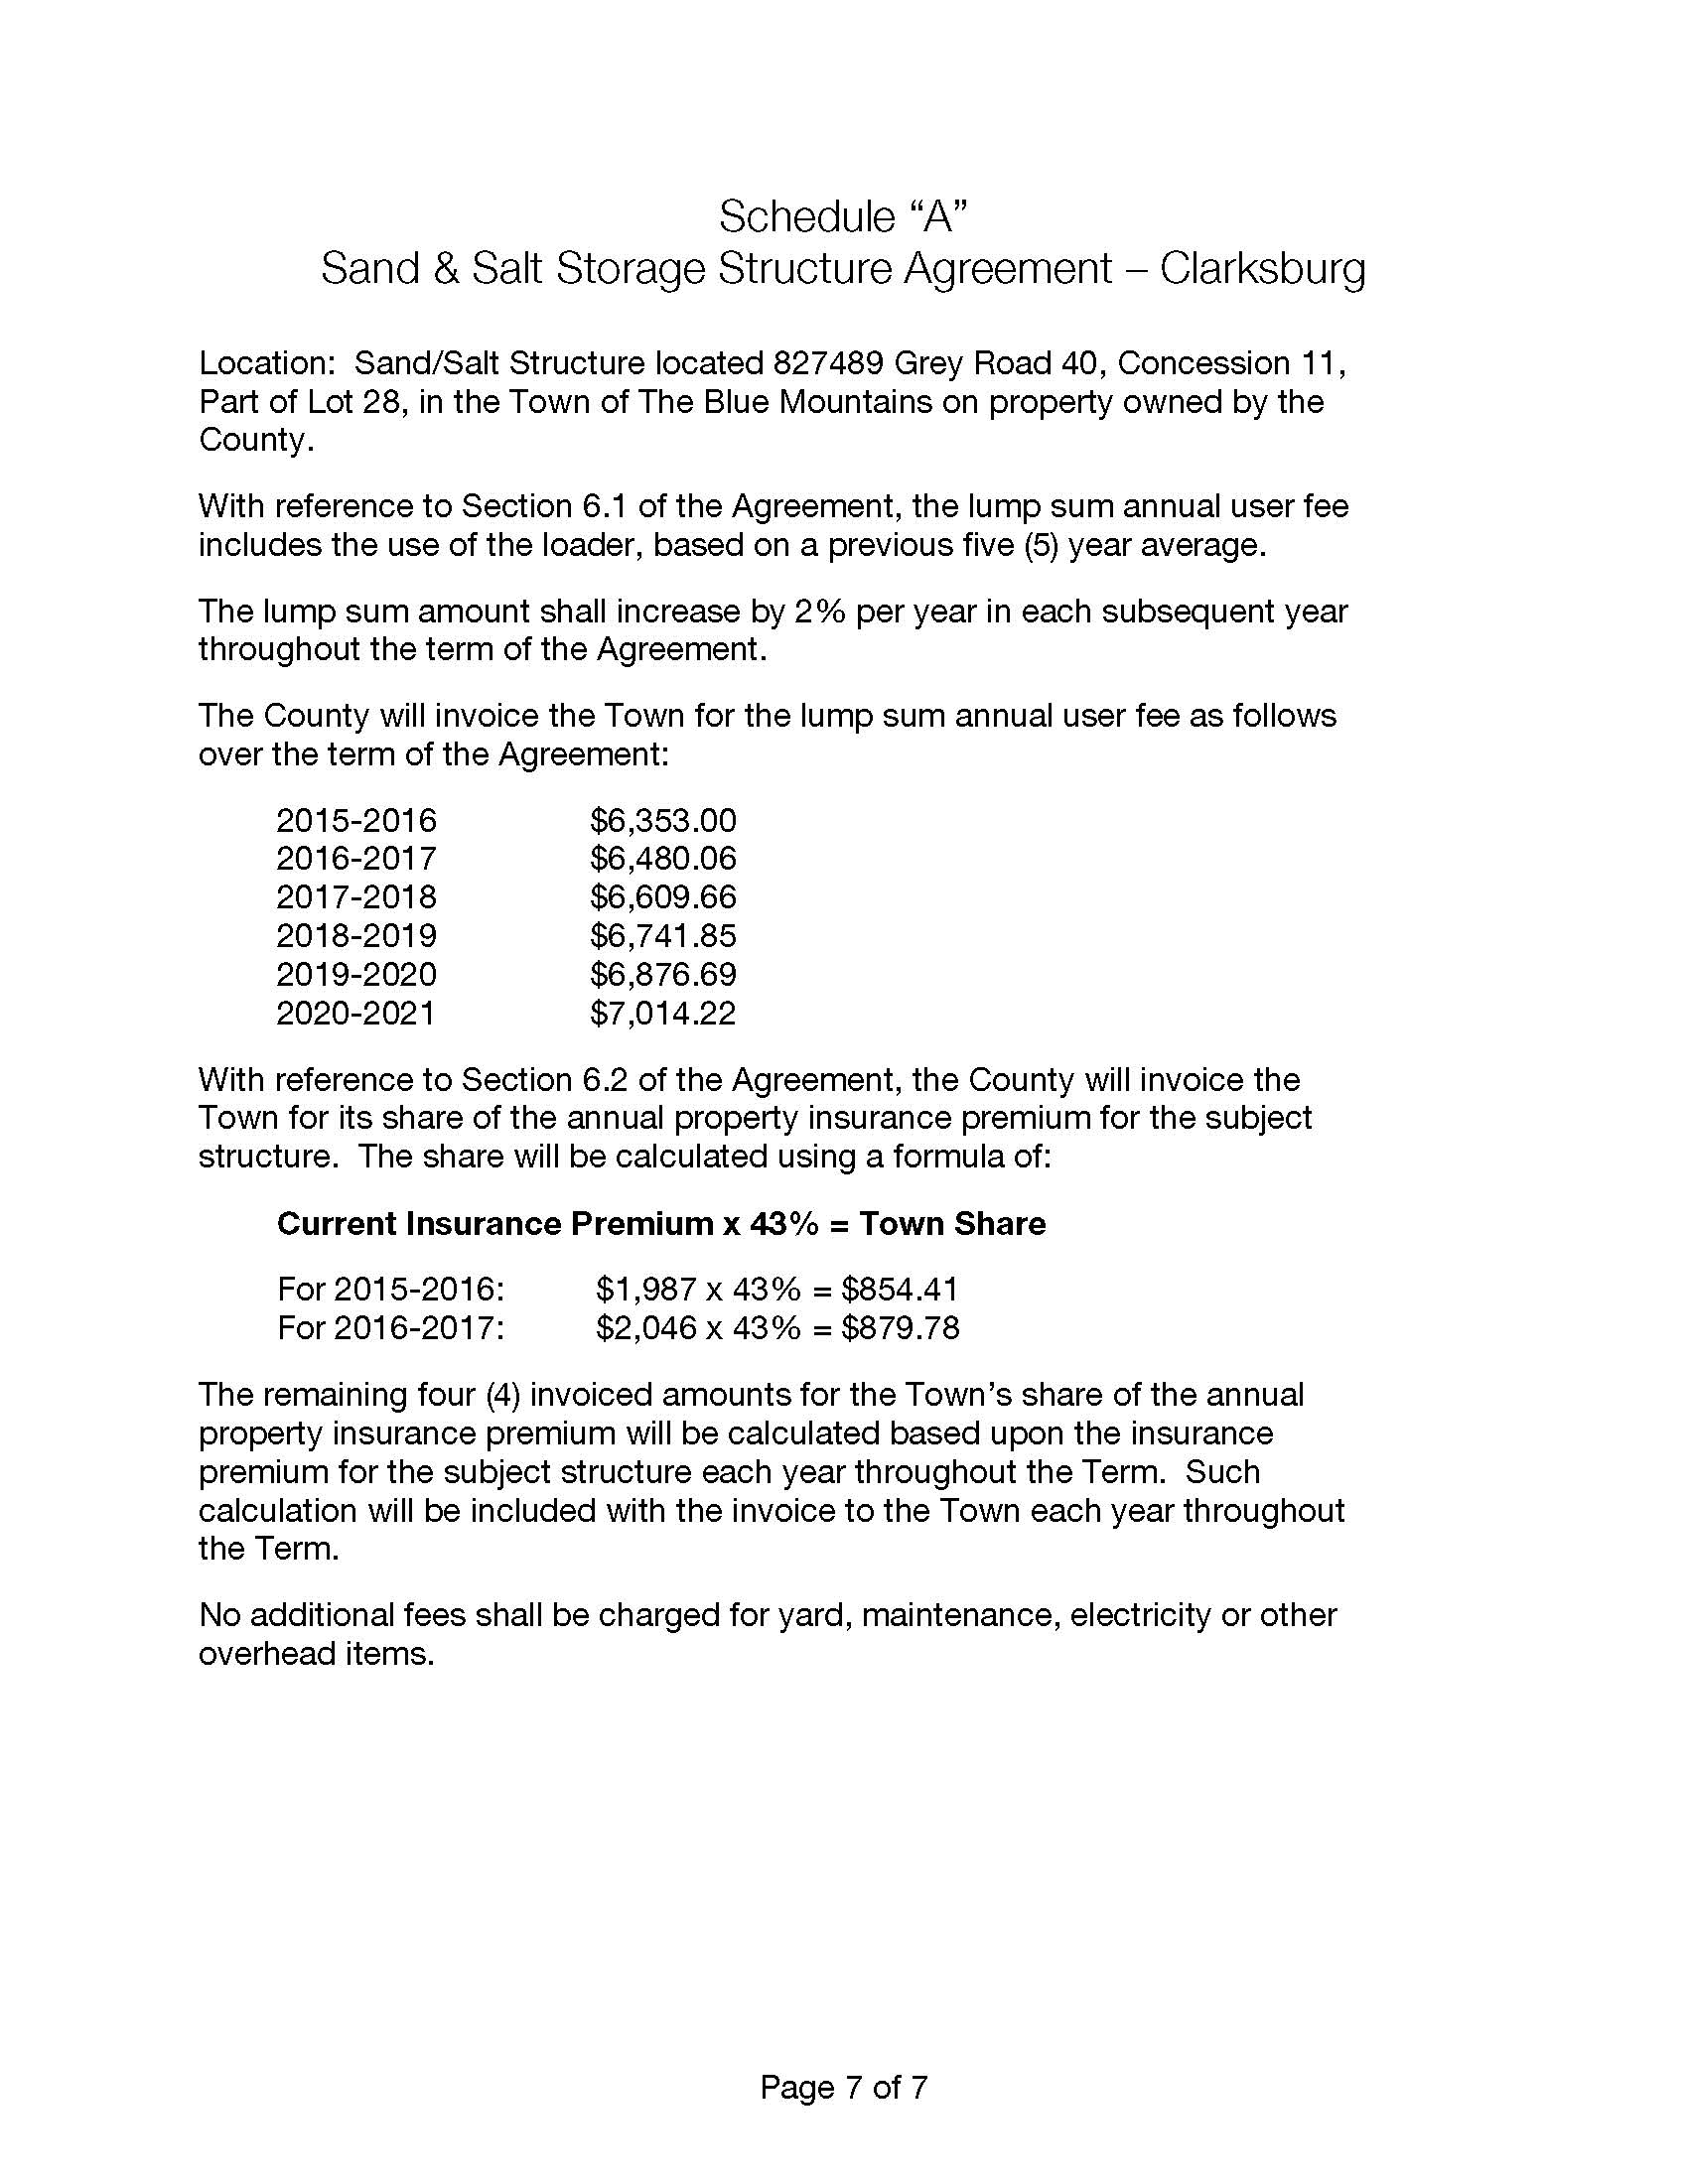 Schedule “A”
Sand & Salt Storage Structure Agreement – Clarksburg
Location:  Sand/Salt Structure located 827489 Grey Road 40, Concession 11,
Part of Lot 28, in the Town of The Blue Mountains on property owned by the
County.
With reference to Section 6.1 of the Agreement, the lump sum annual user fee
includes the use of the loader, based on a previous five (5) year average.
The lump sum amount shall increase by 2% per year in each subsequent year
throughout the term of the Agreement.
The County will invoice the Town for the lump sum annual user fee as follows
over the term of the Agreement:
2015-2016 $6,353.00
2016-2017 $6,480.06
2017-2018 $6,609.66
2018-2019 $6,741.85
2019-2020 $6,876.69
2020-2021 $7,014.22
With reference to Section 6.2 of the Agreement, the County will invoice the
Town for its share of the annual property insurance premium for the subject
structure.  The share will be calculated using a formula of:
Current Insurance Premium x 43% = Town Share
For 2015-2016: $1,987 x 43% = $854.41
For 2016-2017: $2,046 x 43% = $879.78
The remaining four (4) invoiced amounts for the Town’s share of the annual
property insurance premium will be calculated based upon the insurance
premium for the subject structure each year throughout the Term.  Such
calculation will be included with the invoice to the Town each year throughout
the Term.
No additional fees shall be charged for yard, maintenance, electricity or other
overhead items.
Page 7 of 7